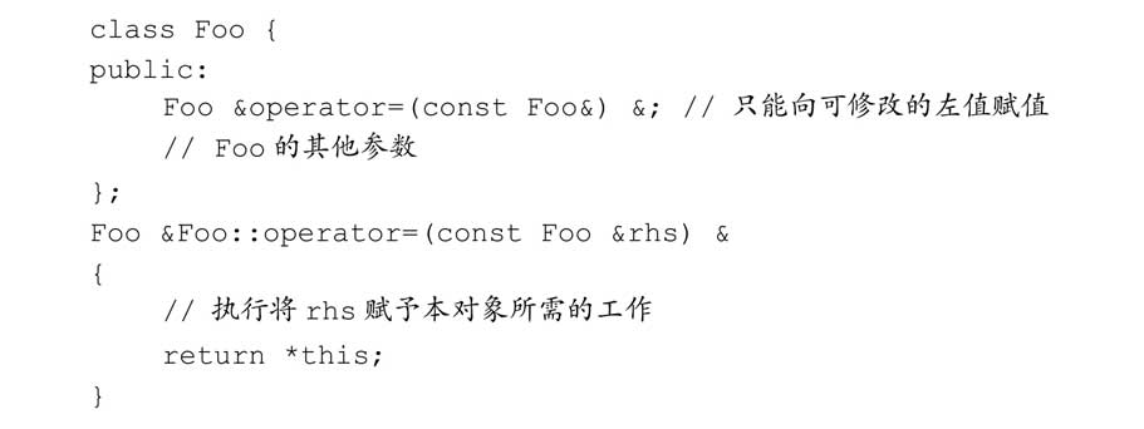 class Foo {
public:
    Foo &operator=(const Foo&) &; // 只能向可修改的左值赋值
    // Foo 的其他参数
};
Foo &Foo::operator=(const Foo &rhs) &
{
    // 执行将 rhs 赋予本对象所需的工作
    return *this;
}